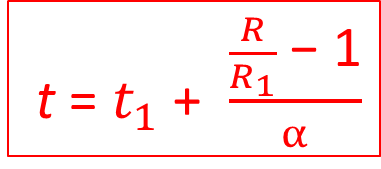 t = t₁ + (R/R₁ − 1)/α